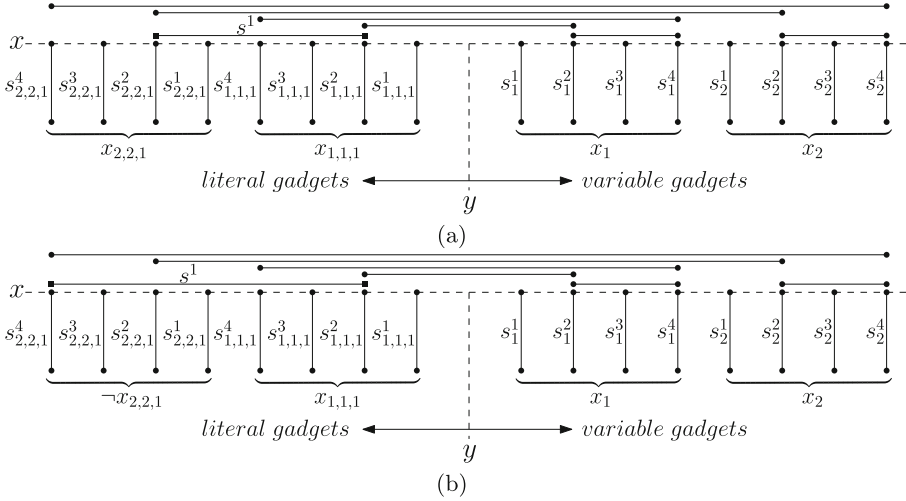 s^1
x
s^4_{2,2,1} s^3_{2,2,1} s^2_{2,2,1} s^1_{2,2,1} s^4_{1,1,1} s^3_{1,1,1} s^2_{1,1,1} s^1_{1,1,1} s^1_1 s^2_1 s^3_1 s^4_1 s^1_2 s^2_2 s^3_2 s^4_2
x_{2,2,1} x_{1,1,1} x_1 x_2
literal gadgets variable gadgets
y
(a)
s^1
x
s^4_{2,2,1} s^3_{2,2,1} s^2_{2,2,1} s^1_{2,2,1} s^4_{1,1,1} s^3_{1,1,1} s^2_{1,1,1} s^1_{1,1,1} s^1_1 s^2_1 s^3_1 s^4_1 s^1_2 s^2_2 s^3_2 s^4_2
¬x_{2,2,1} x_{1,1,1} x_1 x_2
literal gadgets variable gadgets
y
(b)